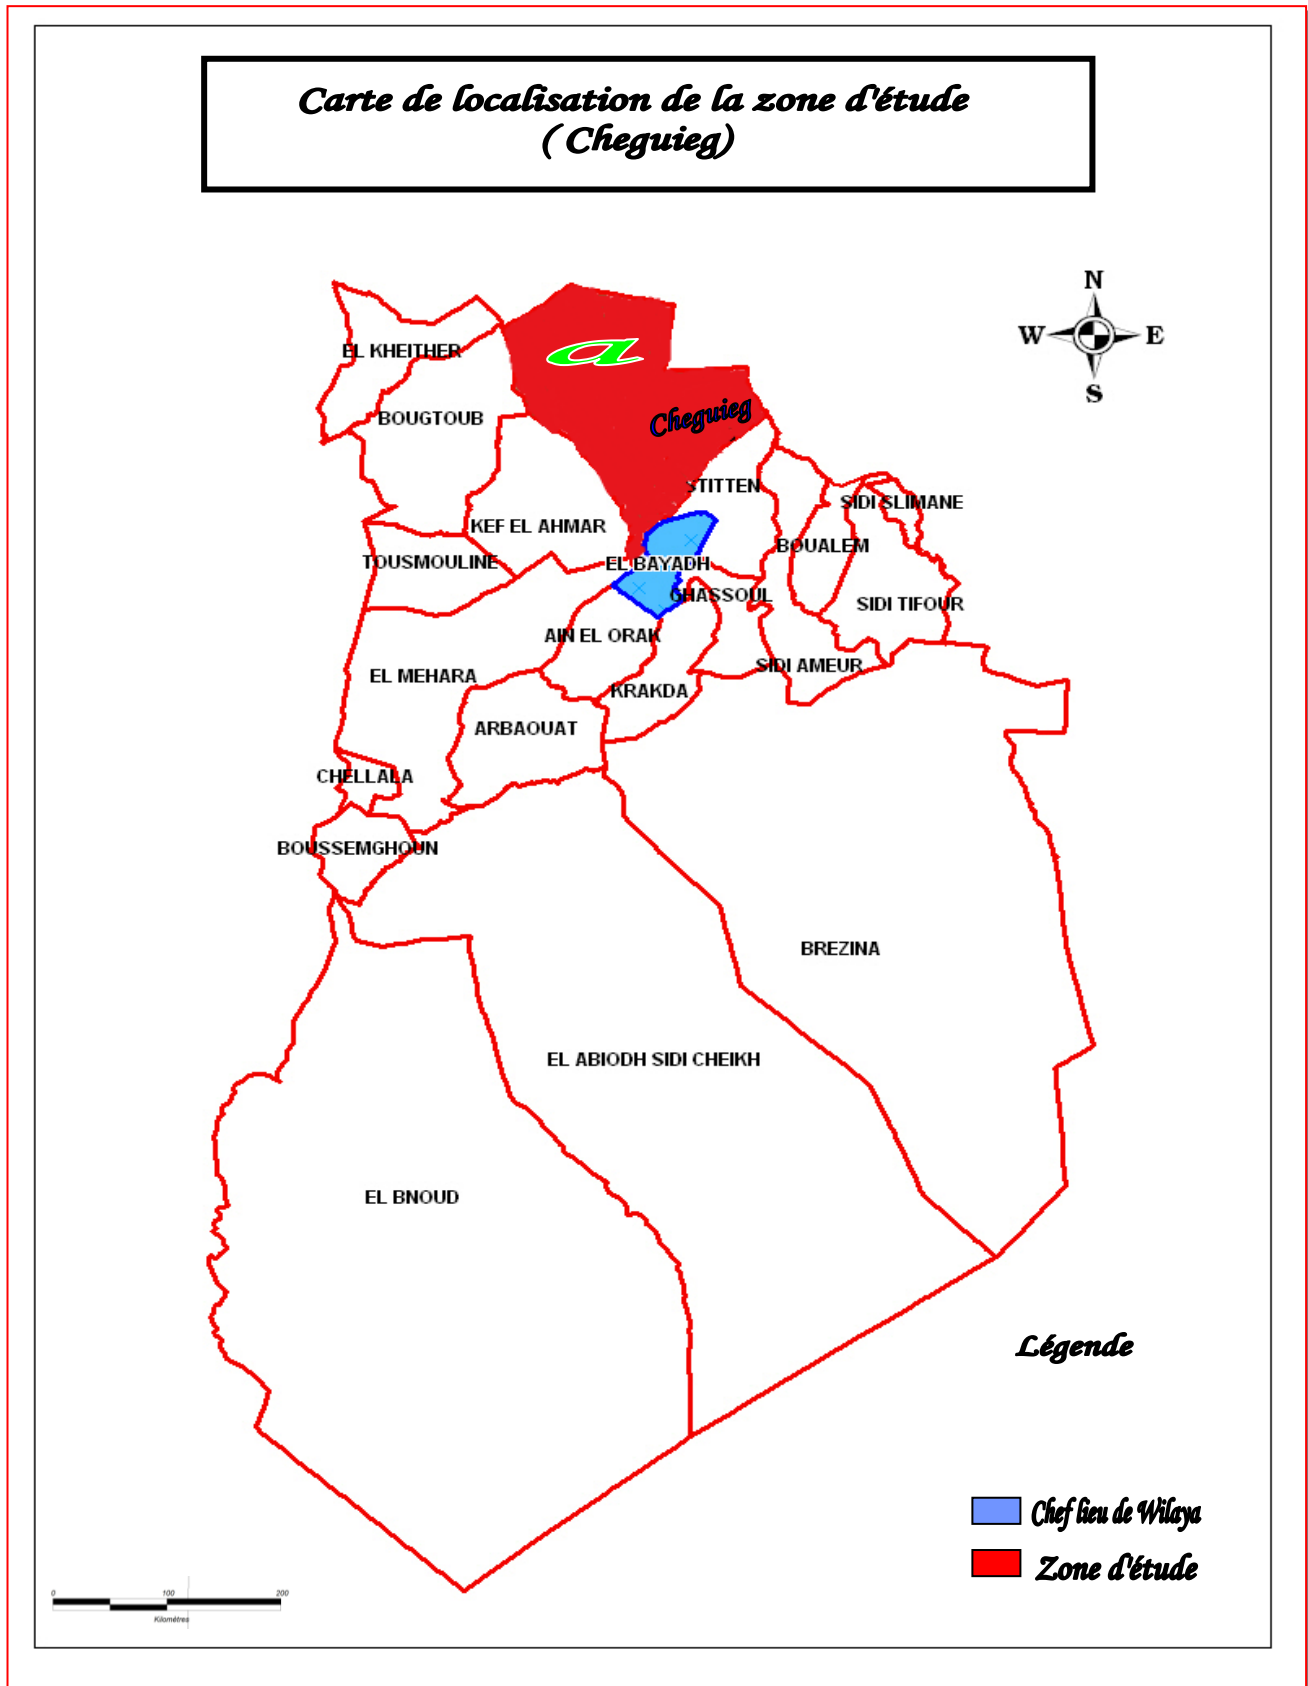 Carte de localisation de la zone d'étude
( Cheguieg)
N
W E
S
a
EL KHEITHER
BOUGTOUB
Cheguieg
STITTEN
SIDI SLIMANE
KEF EL AHMAR
BOUALEM
TOUSMOULINE
EL BAYADH
GHASSOUL
SIDI TIFOUR
AIN EL ORAK
SIDI AMEUR
EL MEHARA
KRAKDA
ARBAOUAT
CHELLALA
BOUSSEMGHOUN
BREZINA
EL ABIODH SIDI CHEIKH
EL BNOUD
Légende
Chef lieu de Wilaya
Zone d'étude
0 100 200
Kilomètres